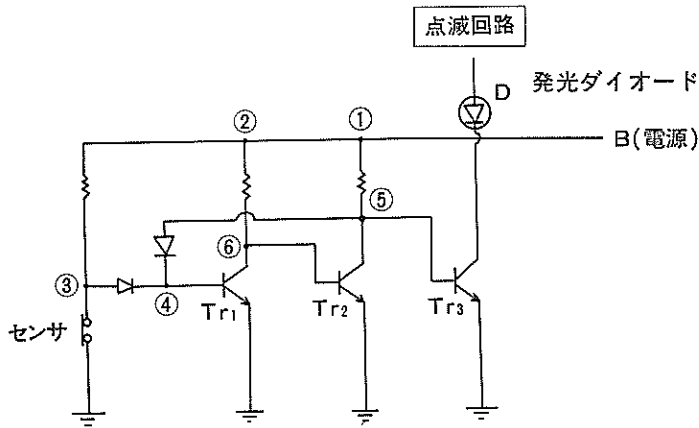 点滅回路
D
発光ダイオード
②
①
B(電源)
⑤
⑥
③
④
Tr₁
Tr₂
Tr₃
センサ